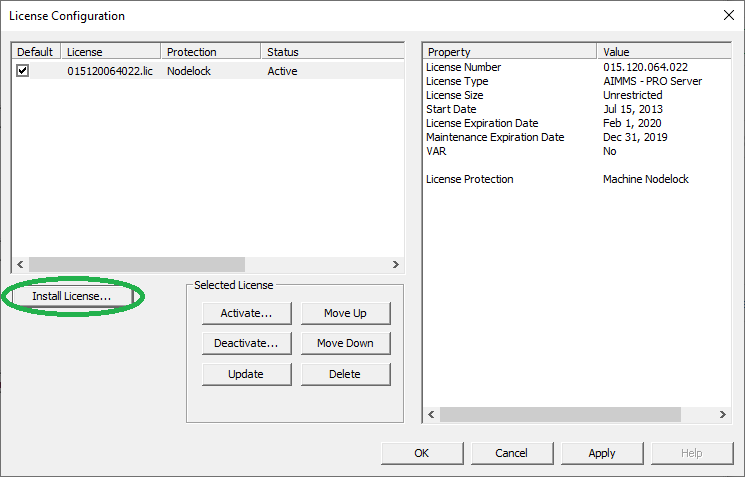 License Configuration
Default License Protection Status
015120064022.lic Nodelock Active
Install License...
Selected License
Activate... Move Up
Deactivate... Move Down
Update Delete
Property Value
License Number 015.120.064.022
License Type AIMMS - PRO Server
License Size Unrestricted
Start Date Jul 15, 2013
License Expiration Date Feb 1, 2020
Maintenance Expiration Date Dec 31, 2019
VAR No
License Protection Machine Nodelock
OK Cancel Apply Help